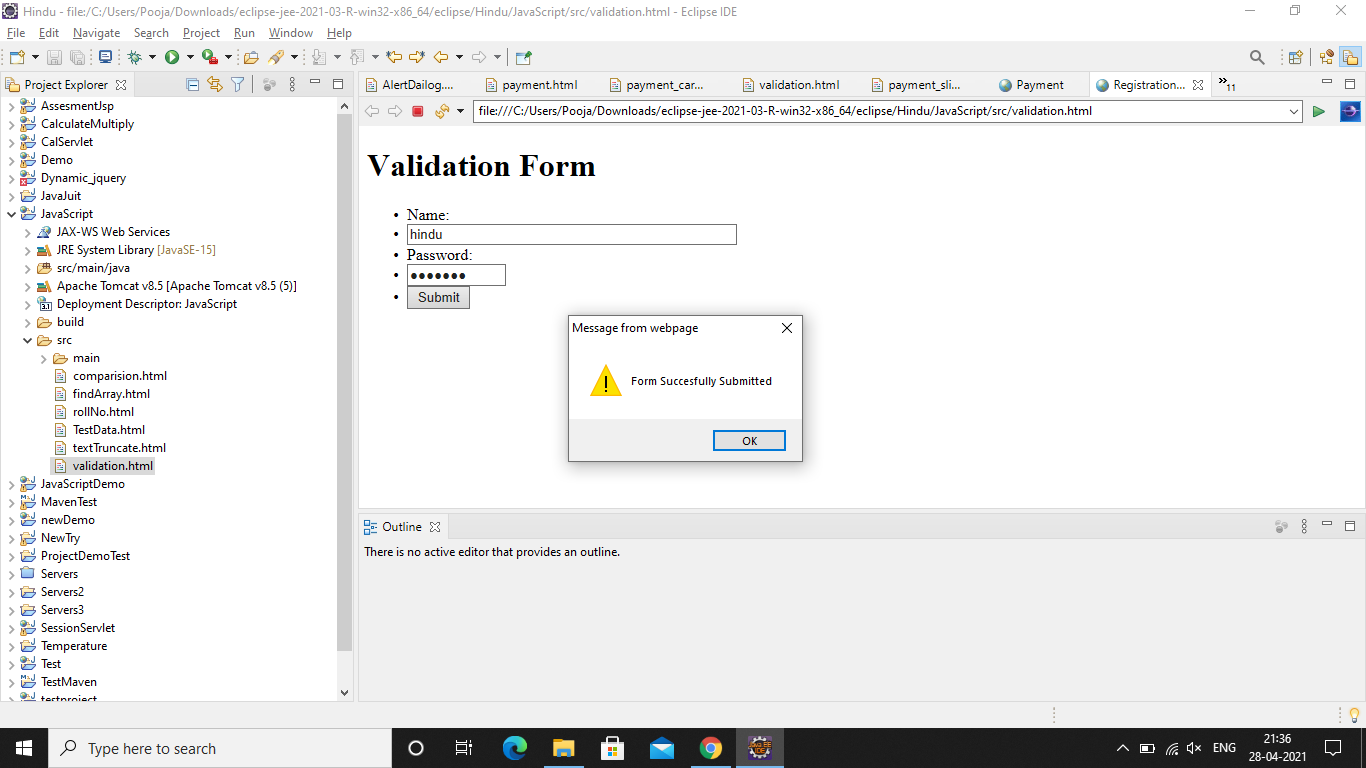 Hindu - file:/C:/Users/Pooja/Downloads/eclipse-jee-2021-03-R-win32-x86_64/eclipse/Hindu/JavaScript/src/validation.html - Eclipse IDE
File Edit Navigate Search Project Run Window Help
Project Explorer
AssesmentJsp
CalculateMultiply
CalServlet
Demo
Dynamic_jquery
JavaJuit
JavaScript
JAX-WS Web Services
JRE System Library [JavaSE-15]
src/main/java
Apache Tomcat v8.5 [Apache Tomcat v8.5 (5)]
Deployment Descriptor: JavaScript
build
src
main
comparision.html
findArray.html
rollNo.html
TestData.html
textTruncate.html
validation.html
JavaScriptDemo
MavenTest
newDemo
NewTry
ProjectDemoTest
Servers
Servers2
Servers3
SessionServlet
Temperature
Test
TestMaven
testproject
AlertDailog.... payment.html payment_car... validation.html payment_sli... Payment Registration... »11
file:///C:/Users/Pooja/Downloads/eclipse-jee-2021-03-R-win32-x86_64/eclipse/Hindu/JavaScript/src/validation.html
Validation Form
• Name:
• hindu
• Password:
• •••••••
• Submit
Message from webpage
Form Succesfully Submitted
OK
Outline
There is no active editor that provides an outline.
Type here to search
Java EE
IDE
ENG
21:36
28-04-2021